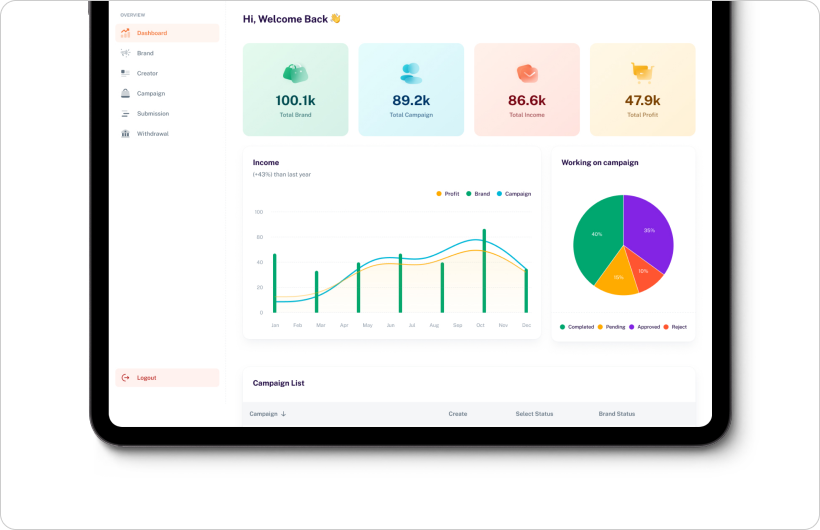 OVERVIEW
Dashboard
Brand
Creator
Campaign
Submission
Withdrawal
Logout
Hi, Welcome Back 👋
100.1k
Total Brand
89.2k
Total Campaign
86.6k
Total Income
47.9k
Total Profit
Income
(+43%) than last year
Profit Brand Campaign
100
80
40
20
0
Jan Feb Mar Apr May Jun Jul Aug Sep Oct Nov Dec
Working on campaign
40%
35%
15%
10%
Completed Pending Approved Reject
Campaign List
Campaign ↓ Create Select Status Brand Status